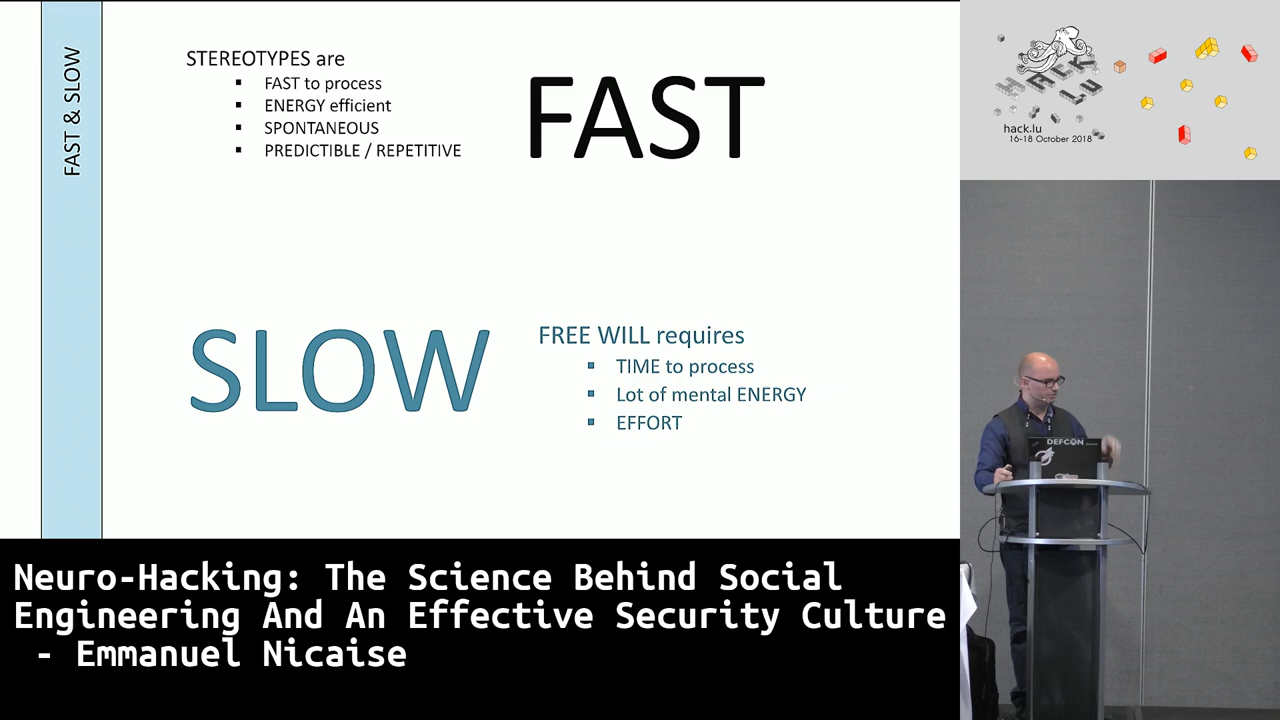 FAST & SLOW
STEREOTYPES are
▪ FAST to process
▪ ENERGY efficient
▪ SPONTANEOUS
▪ PREDICTIBLE / REPETITIVE
FAST
SLOW
FREE WILL requires
▪ TIME to process
▪ Lot of mental ENERGY
▪ EFFORT
HACK
LU
hack.lu
16-18 October 2018
DEFCON
Neuro-Hacking: The Science Behind Social
Engineering And An Effective Security Culture
- Emmanuel Nicaise